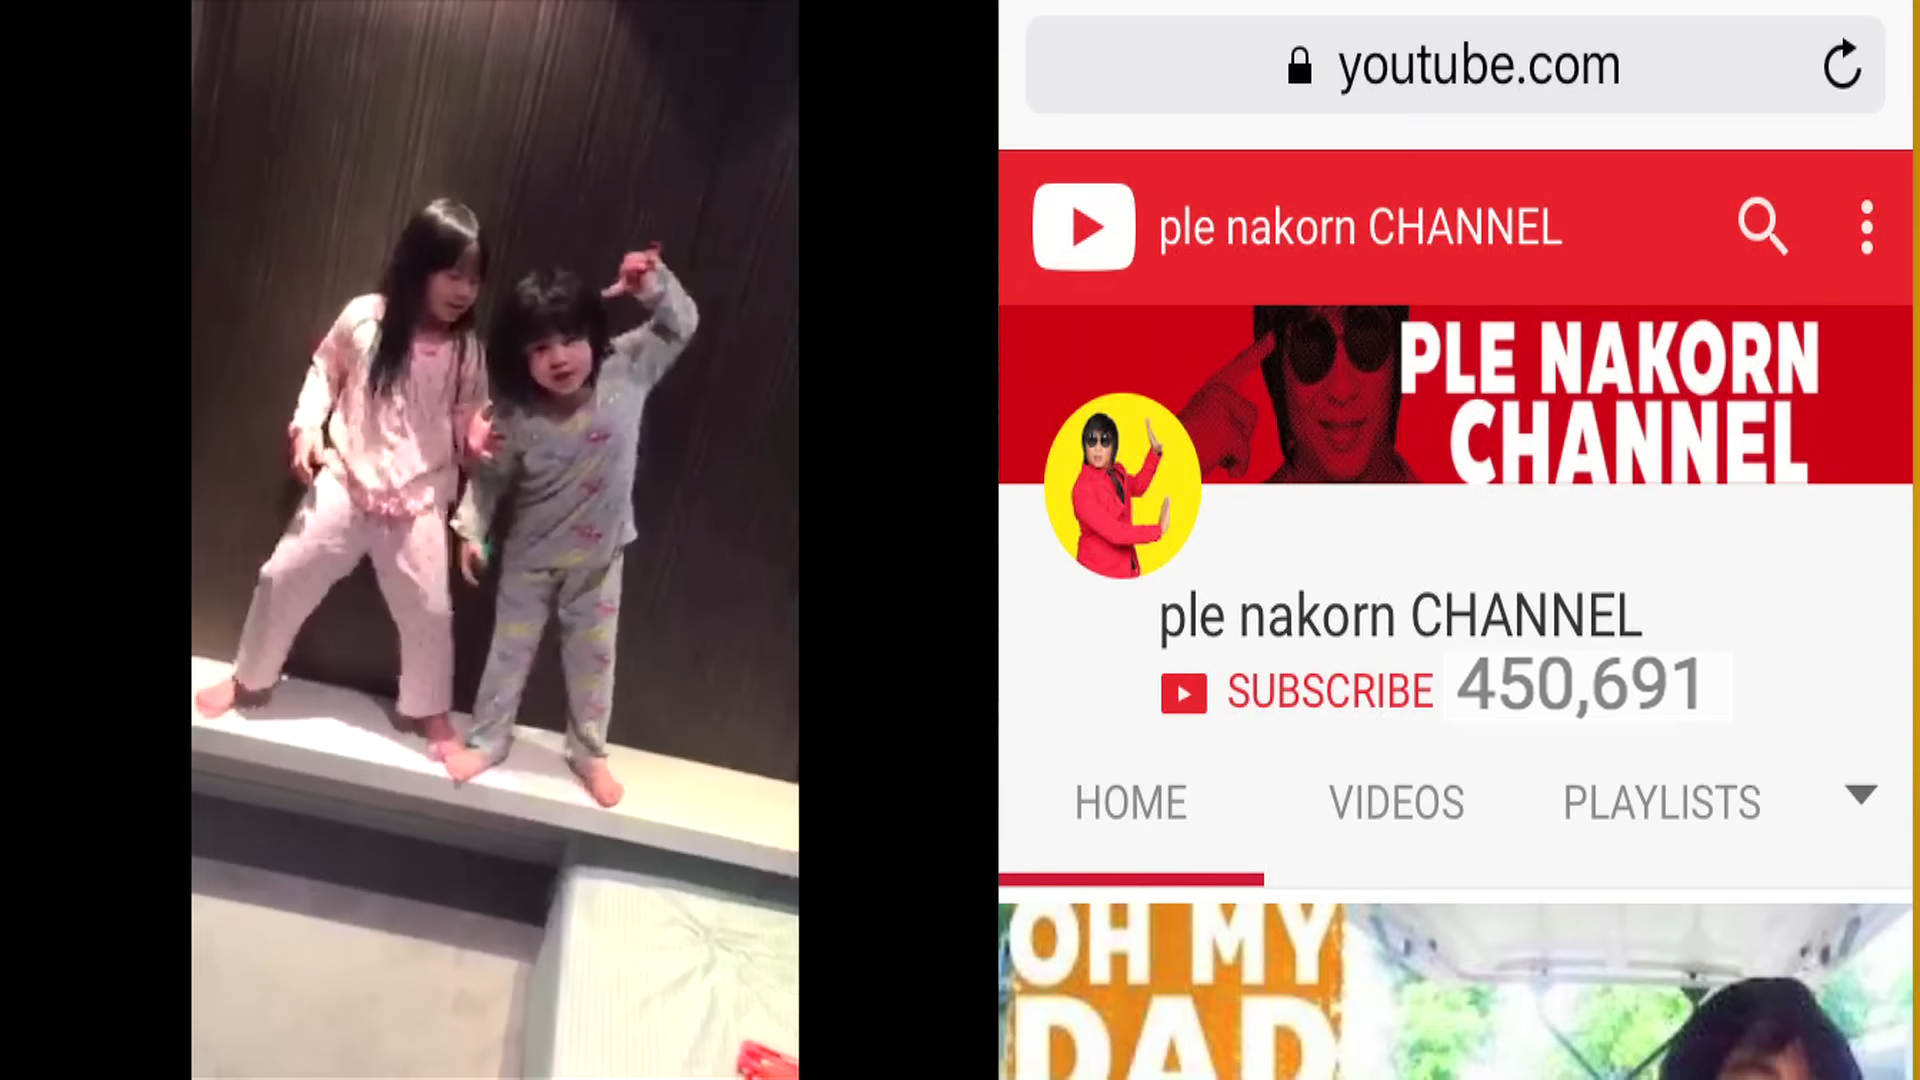 youtube.com
ple nakorn CHANNEL
PLE NAKORN
CHANNEL
ple nakorn CHANNEL
SUBSCRIBE 450,691
HOME VIDEOS PLAYLISTS
OH MY
DAD